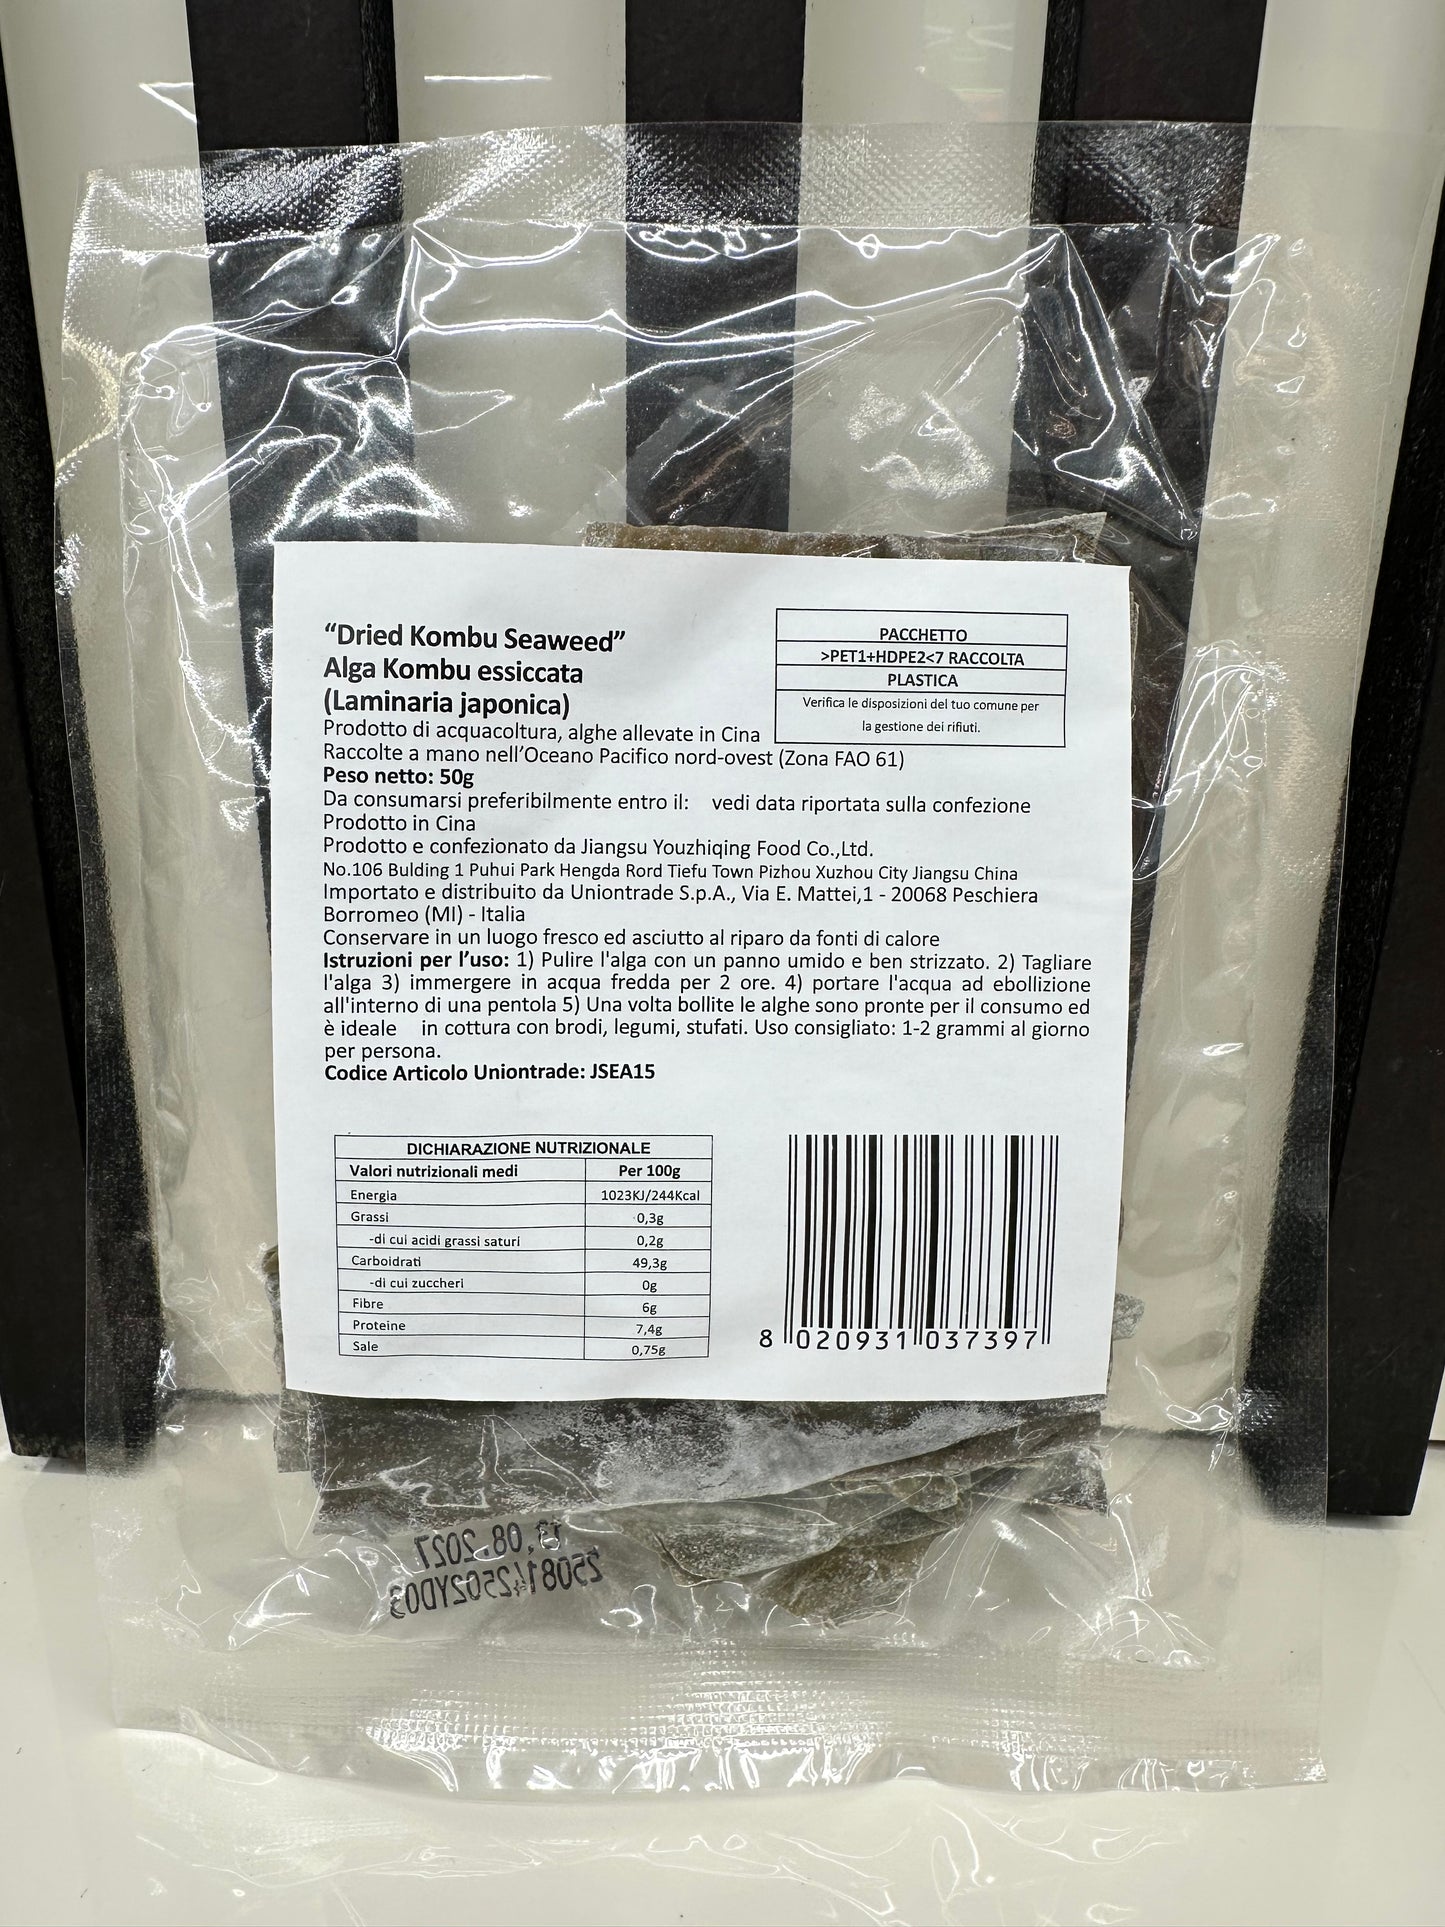 “Dried Kombu Seaweed”
Alga Kombu essiccata
(Laminaria japonica)
Prodotto di acquacoltura, alghe allevate in Cina
Raccolte a mano nell’Oceano Pacifico nord-ovest (Zona FAO 61)
Peso netto: 50g
Da consumarsi preferibilmente entro il: vedi data riportata sulla confezione
Prodotto in Cina
Prodotto e confezionato da Jiangsu Youzhiqing Food Co.,Ltd.
No.106 Bulding 1 Puhui Park Hengda Rord Tiefu Town Pizhou Xuzhou City Jiangsu China
Importato e distribuito da Uniontrade S.p.A., Via E. Mattei,1 - 20068 Peschiera
Borromeo (MI) - Italia
Conservare in un luogo fresco ed asciutto al riparo da fonti di calore
Istruzioni per l’uso: 1) Pulire l'alga con un panno umido e ben strizzato. 2) Tagliare
l'alga 3) immergere in acqua fredda per 2 ore. 4) portare l'acqua ad ebollizione
all'interno di una pentola 5) Una volta bollite le alghe sono pronte per il consumo ed
è ideale in cottura con brodi, legumi, stufati. Uso consigliato: 1-2 grammi al giorno
per persona.
Codice Articolo Uniontrade: JSEA15
PACCHETTO
>PET1+HDPE2<7 RACCOLTA
PLASTICA
Verifica le disposizioni del tuo comune per
la gestione dei rifiuti.
DICHIARAZIONE NUTRIZIONALE
Valori nutrizionali medi Per 100g
Energia 1023KJ/244Kcal
Grassi 0,3g
-di cui acidi grassi saturi 0,2g
Carboidrati 49,3g
-di cui zuccheri 0g
Fibre 6g
Proteine 7,4g
Sale 0,75g
8 020931 037397
13.08.2027
2508142502YD03